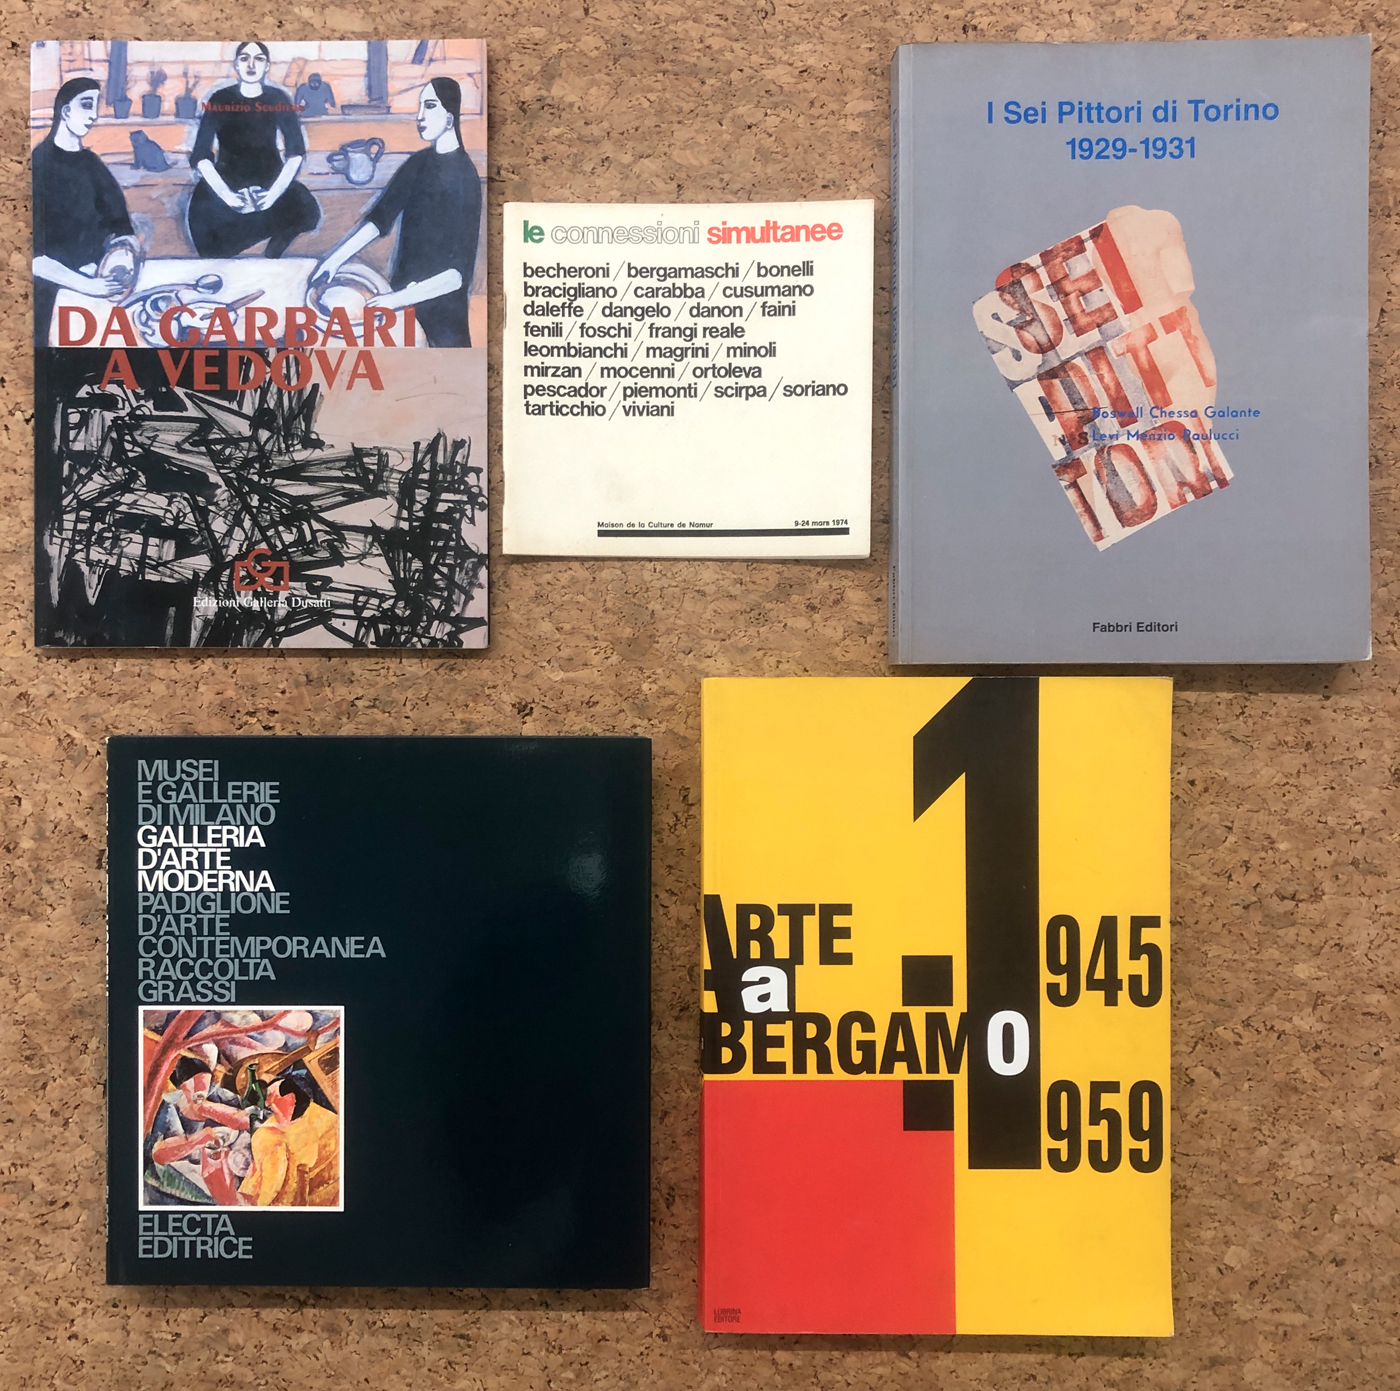 MAURIZIO SCUDIERO
DA GARBARI
A VEDOVA
Edizioni Galleria Dusatti
le connessioni simultanee
becheroni / bergamaschi / bonelli
bracigliano / carabba / cusumano
daleffe / dangelo / danon / faini
fenili / foschi / frangi reale
leombianchi / magrini / minoli
mirzan / mocenni / ortoleva
pescador / piemonti / scirpa / soriano
tarticchio / viviani
Maison de la Culture de Namur 9-24 mars 1974
I Sei Pittori di Torino
1929-1931
SEI
PITT
TORI
Boswell Chessa Galante
Levi Menzio Paulucci
Fabbri Editori
MUSEI
E GALLERIE
DI MILANO
GALLERIA
D'ARTE
MODERNA
PADIGLIONE
D'ARTE
CONTEMPORANEA
RACCOLTA
GRASSI
ELECTA
EDITRICE
ARTE
a
BERGAMO
1945
1959
LUBRINA
EDITORE